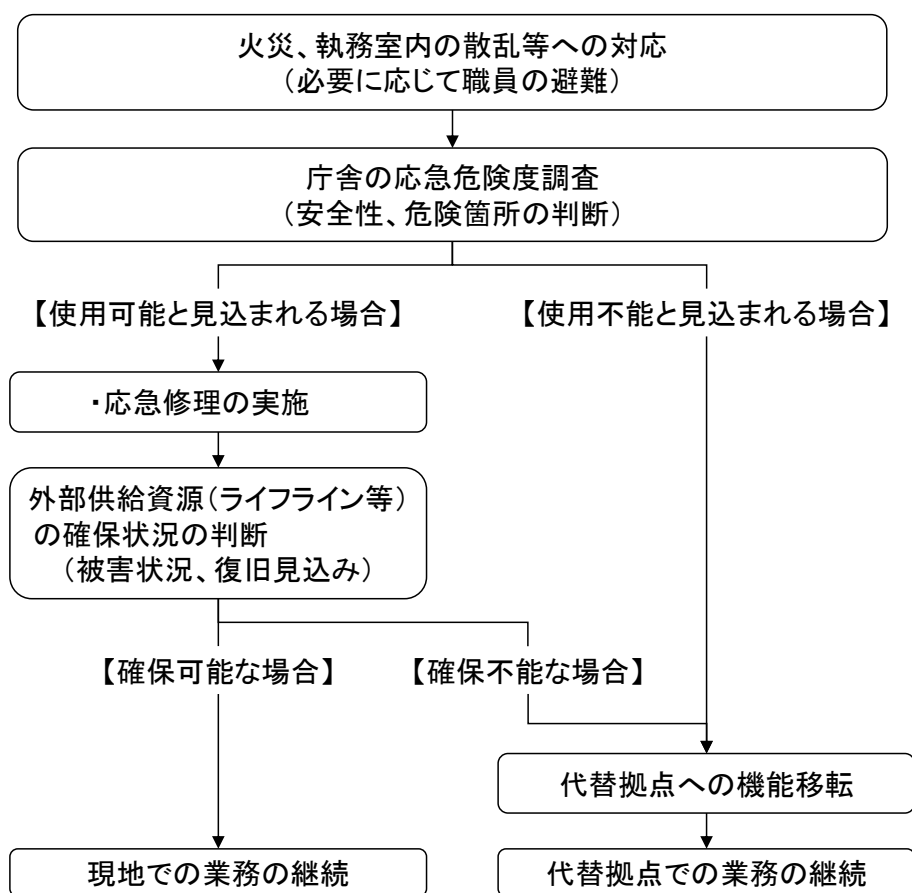 火災、執務室内の散乱等への対応
（必要に応じて職員の避難）
庁舎の応急危険度調査
（安全性、危険箇所の判断）
【使用可能と見込まれる場合】
【使用不能と見込まれる場合】
・応急修理の実施
外部供給資源（ライフライン等）
の確保状況の判断
（被害状況、復旧見込み）
【確保可能な場合】
【確保不能な場合】
代替拠点への機能移転
現地での業務の継続
代替拠点での業務の継続